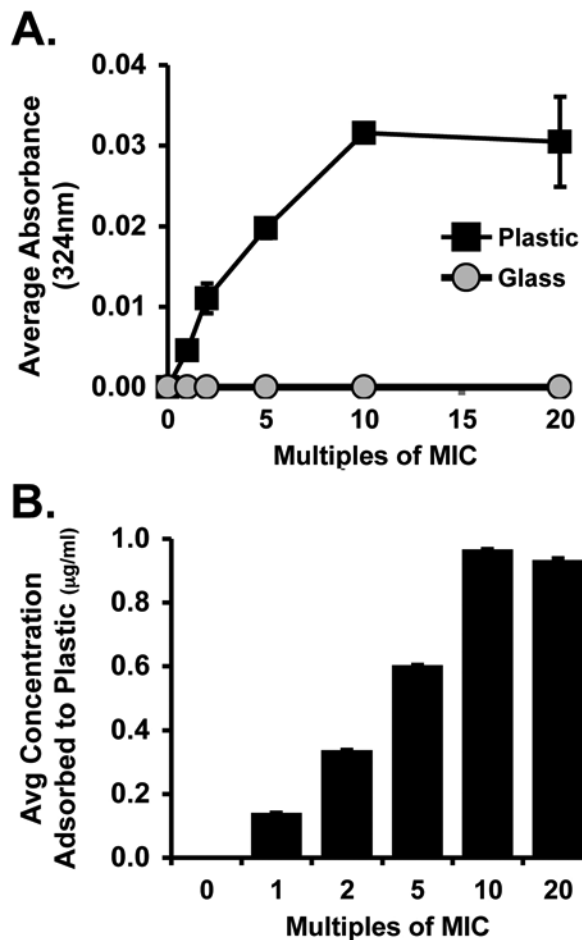 A.
Average Absorbance
(324nm)
0.04
0.03
0.02
0.01
0.00
Plastic
Glass
0 5 10 15 20
Multiples of MIC
B.
Avg Concentration
Adsorbed to Plastic (µg/ml)
1.0
0.8
0.6
0.4
0.2
0.0
0 1 2 5 10 20
Multiples of MIC